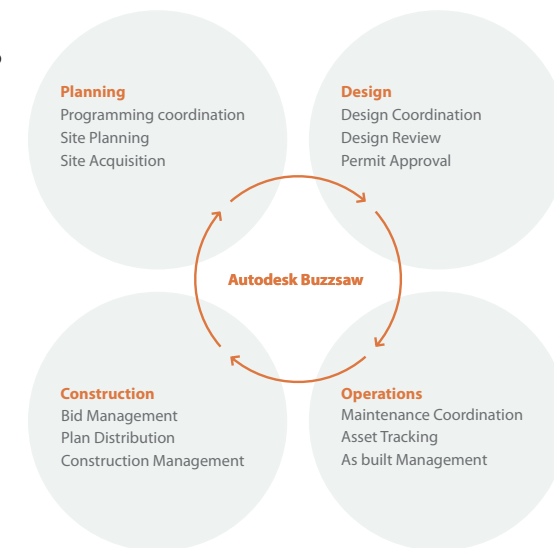 Planning
Programming coordination
Site Planning
Site Acquisition
Design
Design Coordination
Design Review
Permit Approval
Autodesk Buzzsaw
Construction
Bid Management
Plan Distribution
Construction Management
Operations
Maintenance Coordination
Asset Tracking
As built Management